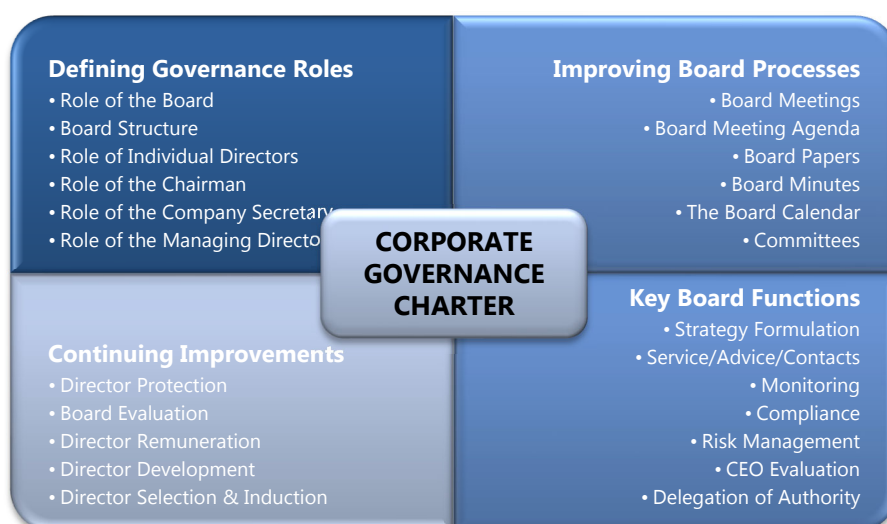 Defining Governance Roles
• Role of the Board
• Board Structure
• Role of Individual Directors
• Role of the Chairman
• Role of the Company Secretary
• Role of the Managing Directo
Improving Board Processes
• Board Meetings
• Board Meeting Agenda
• Board Papers
• Board Minutes
• The Board Calendar
• Committees
CORPORATE
GOVERNANCE
CHARTER
Continuing Improvements
• Director Protection
• Board Evaluation
• Director Remuneration
• Director Development
• Director Selection & Induction
Key Board Functions
• Strategy Formulation
• Service/Advice/Contacts
• Monitoring
• Compliance
• Risk Management
• CEO Evaluation
• Delegation of Authority